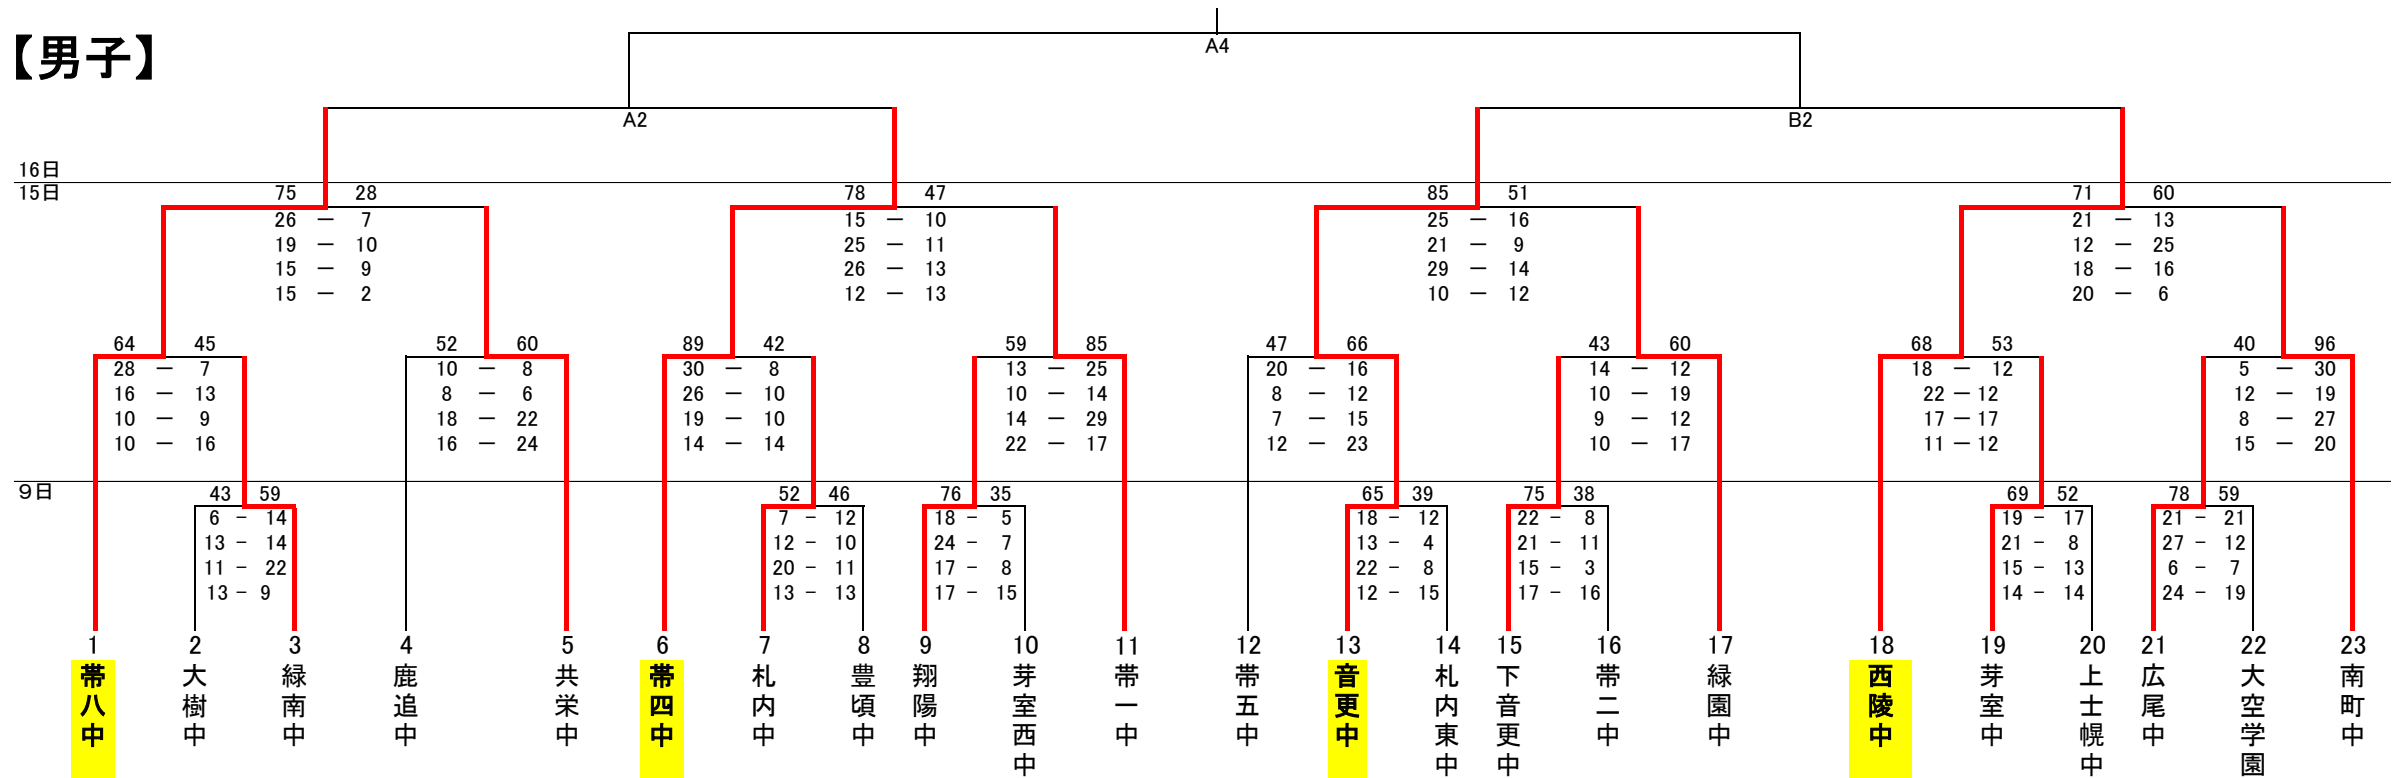 A4
【男子】
A2 B2
16日
15日 75 28 78 47 85 51 71 60
26 － 7 15 － 10 25 － 16 21 － 13
19 － 10 25 － 11 21 － 9 12 － 25
15 － 9 26 － 13 29 － 14 18 － 16
15 － 2 12 － 13 10 － 12 20 － 6
64 45 52 60 89 42 59 85 47 66 43 60 68 53 40 96
28 － 7 10 － 8 30 － 8 13 － 25 20 － 16 14 － 12 18 － 12 5 － 30
16 － 13 8 － 6 26 － 10 10 － 14 8 － 12 10 － 19 22－12 12 － 19
10 － 9 18 － 22 19 － 10 14 － 29 7 － 15 9 － 12 17－17 8 － 27
10 － 16 16 － 24 14 － 14 22 － 17 12 － 23 10 － 17 11－12 15 － 20
9日 43 59 52 46 76 35 65 39 75 38 69 52 78 59
6 - 14 7 - 12 18 - 5 18 - 12 22 - 8 19 - 17 21 - 21
13 - 14 12 - 10 24 - 7 13 - 4 21 - 11 21 - 8 27 - 12
11 - 22 20 - 11 17 - 8 22 - 8 15 - 3 15 - 13 6 - 7
13 - 9 13 - 13 17 - 15 12 - 15 17 - 16 14 - 14 24 - 19
1 2 3 4 5 6 7 8 9 10 11 12 13 14 15 16 17 18 19 20 21 22 23
帯八中
大樹中
緑南中
鹿追中
共栄中
帯四中
札内中
豊頃中
翔陽中
芽室西中
帯一中
帯五中
音更中
札内東中
下音更中
帯二中
緑園中
西陵中
芽室中
上士幌中
広尾中
大空学園
南町中